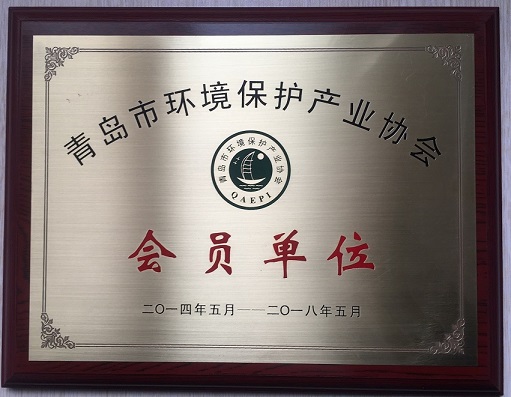 青岛市环境保护产业协会
青岛市环境保护产业协会
QAEPI
会员单位
二〇一四年五月——二〇一八年五月